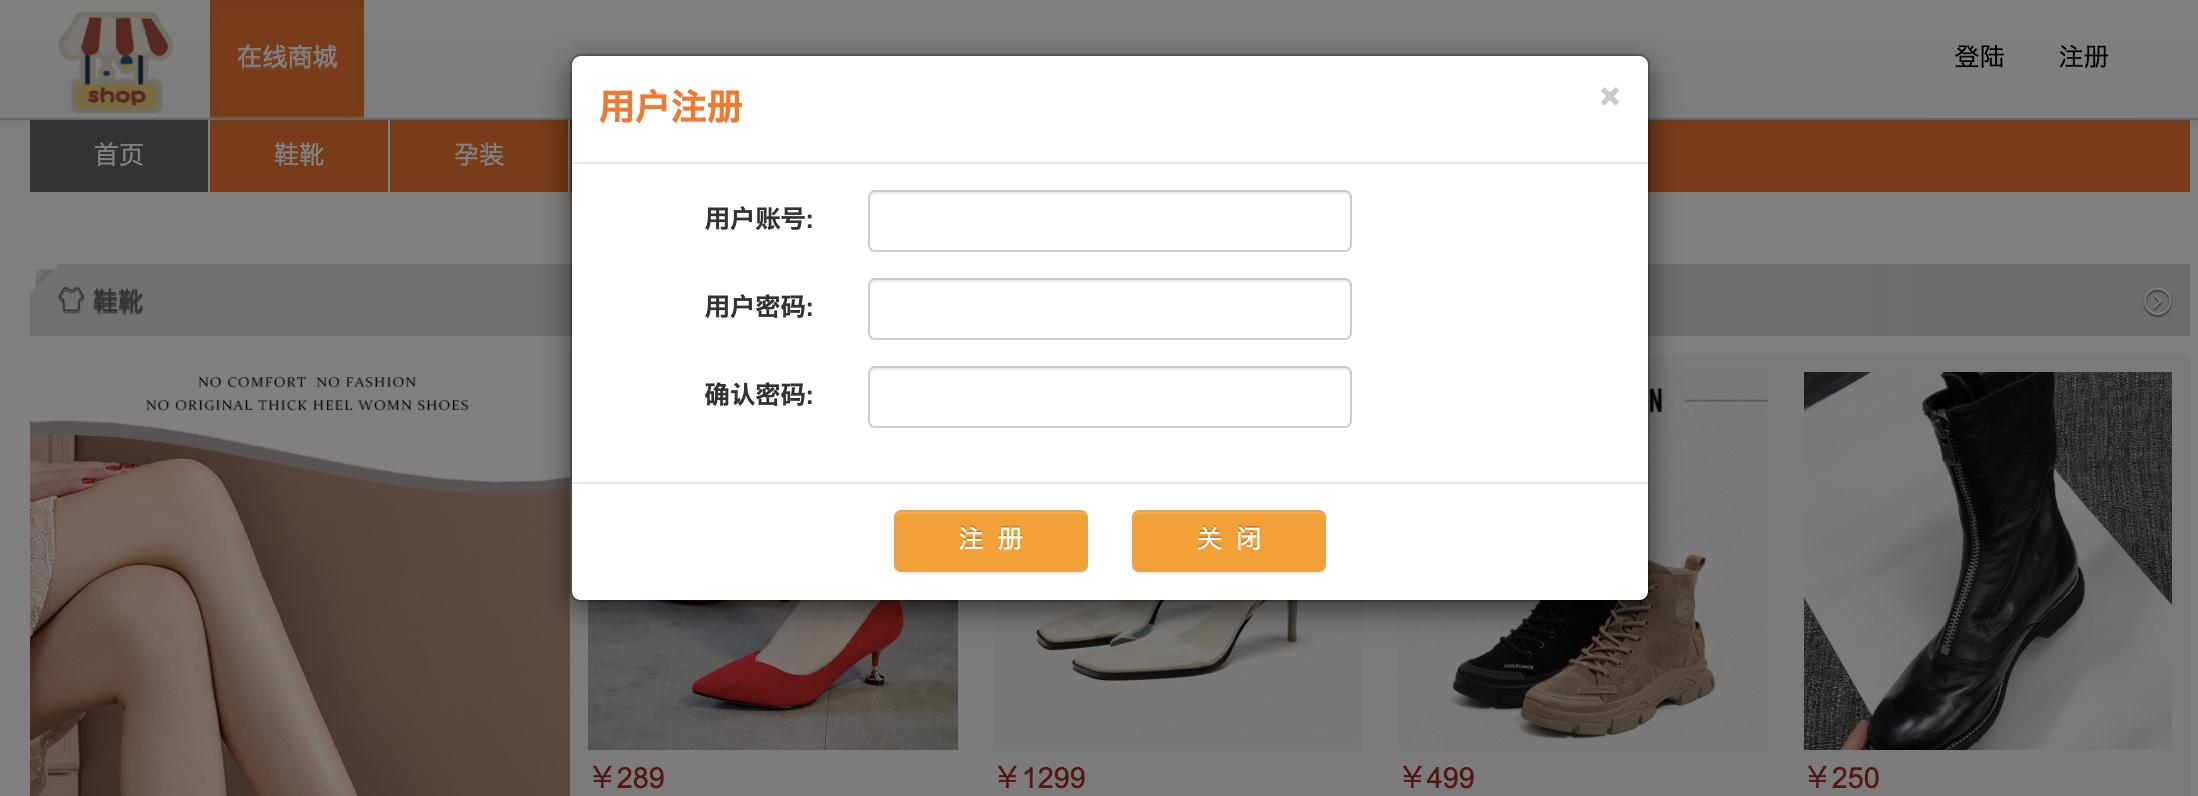 shop
在线商城
登陆
注册
首页
鞋靴
孕装
用户注册
×
用户账号:
用户密码:
确认密码:
注 册
关 闭
鞋靴
NO COMFORT NO FASHION
NO ORIGINAL THICK HEEL WOMN SHOES
N
¥289
¥1299
¥499
¥250